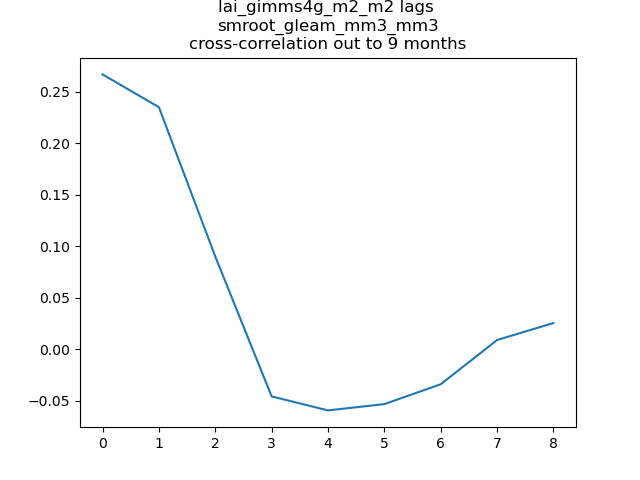 lai_gimms4g_m2_m2 lags
smroot_gleam_mm3_mm3
cross-correlation out to 9 months
0.25
0.20
0.15
0.10
0.05
0.00
−0.05
0 1 2 3 4 5 6 7 8